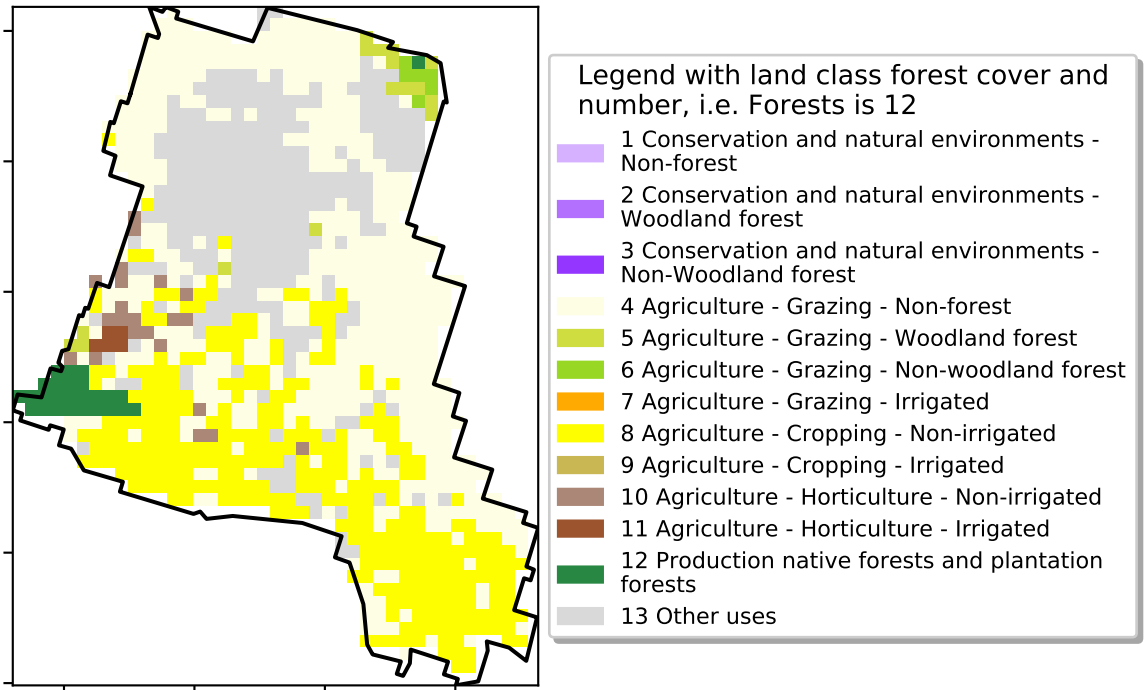 Legend with land class forest cover and
number, i.e. Forests is 12
1 Conservation and natural environments -
Non-forest
2 Conservation and natural environments -
Woodland forest
3 Conservation and natural environments -
Non-Woodland forest
4 Agriculture - Grazing - Non-forest
5 Agriculture - Grazing - Woodland forest
6 Agriculture - Grazing - Non-woodland forest
7 Agriculture - Grazing - Irrigated
8 Agriculture - Cropping - Non-irrigated
9 Agriculture - Cropping - Irrigated
10 Agriculture - Horticulture - Non-irrigated
11 Agriculture - Horticulture - Irrigated
12 Production native forests and plantation
forests
13 Other uses